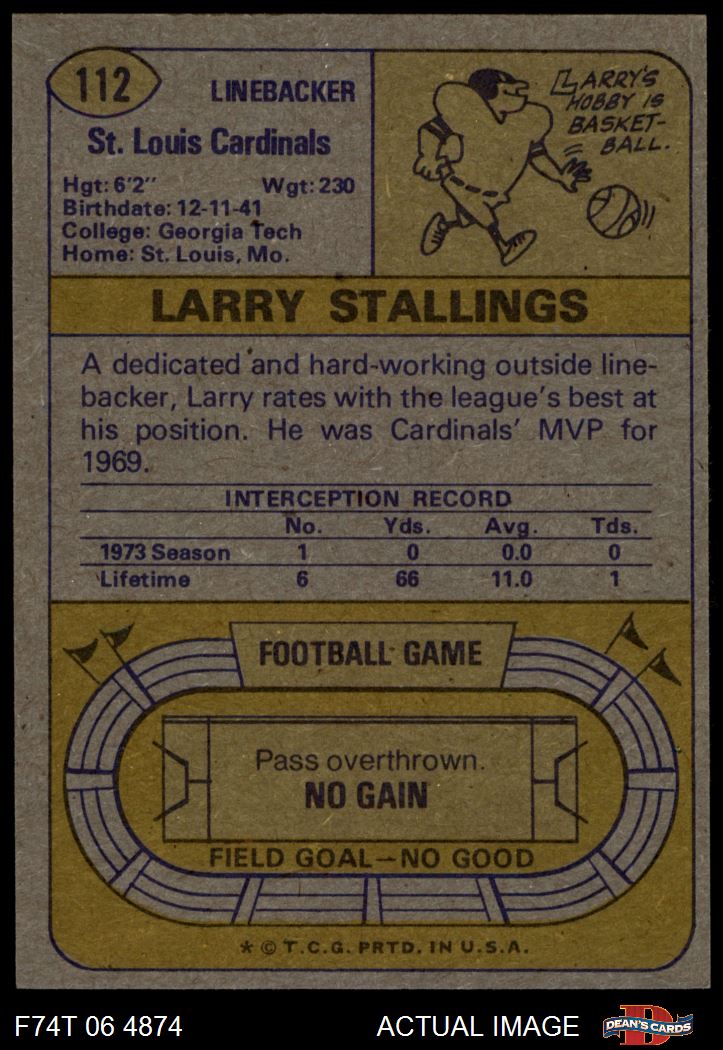 112
LINEBACKER
St. Louis Cardinals
Hgt: 6'2" Wgt: 230
Birthdate: 12-11-41
College: Georgia Tech
Home: St. Louis, Mo.
LARRY'S
HOBBY IS
BASKET-
BALL.
LARRY STALLINGS
A dedicated and hard-working outside line-
backer, Larry rates with the league's best at
his position. He was Cardinals' MVP for
1969.
INTERCEPTION RECORD
No. Yds. Avg. Tds.
1973 Season 1 0 0.0 0
Lifetime 6 66 11.0 1
FOOTBALL GAME
Pass overthrown.
NO GAIN
FIELD GOAL—NO GOOD
* © T.C.G. PRTD. IN U.S.A.
F74T 06 4874 ACTUAL IMAGE
D
DEAN'S CARDS